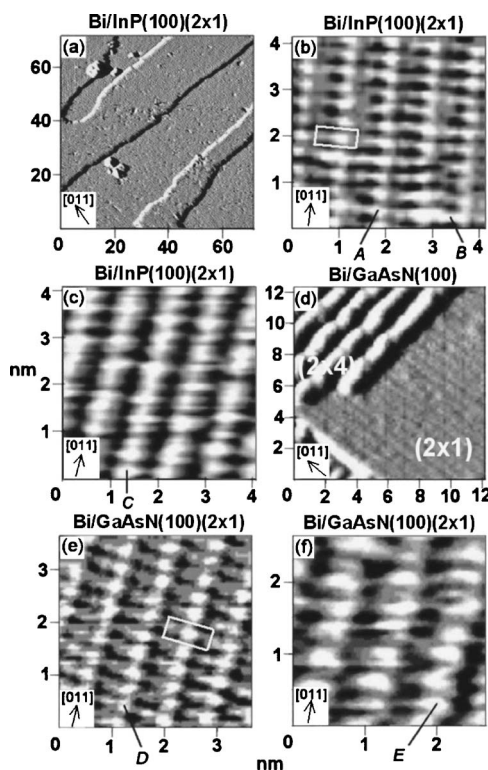 Bi/InP(100)(2x1)
(a)
60
40
20
[011]
0 20 40 60
Bi/InP(100)(2x1)
(b)
4
3
2
1
[011]
0 1 2 3 4
A B
Bi/InP(100)(2x1)
(c)
4
3
nm
2
1
[011]
0 1 2 3 4
C
Bi/GaAsN(100)
(d)
12
10
8
6
4
2
(2x4)
(2x1)
[011]
0 2 4 6 8 10 12
Bi/GaAsN(100)(2x1)
(e)
3
2
1
[011]
0 1 2 3
D
Bi/GaAsN(100)(2x1)
(f)
2
1
[011]
0 1 2
E
nm